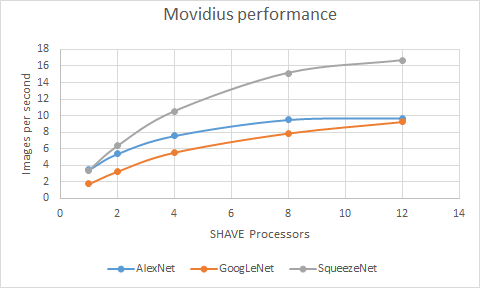 Movidius performance
18
16
14
12
10
8
6
4
2
0
Images per second
0 2 4 6 8 10 12 14
SHAVE Processors
AlexNet GoogLeNet SqueezeNet